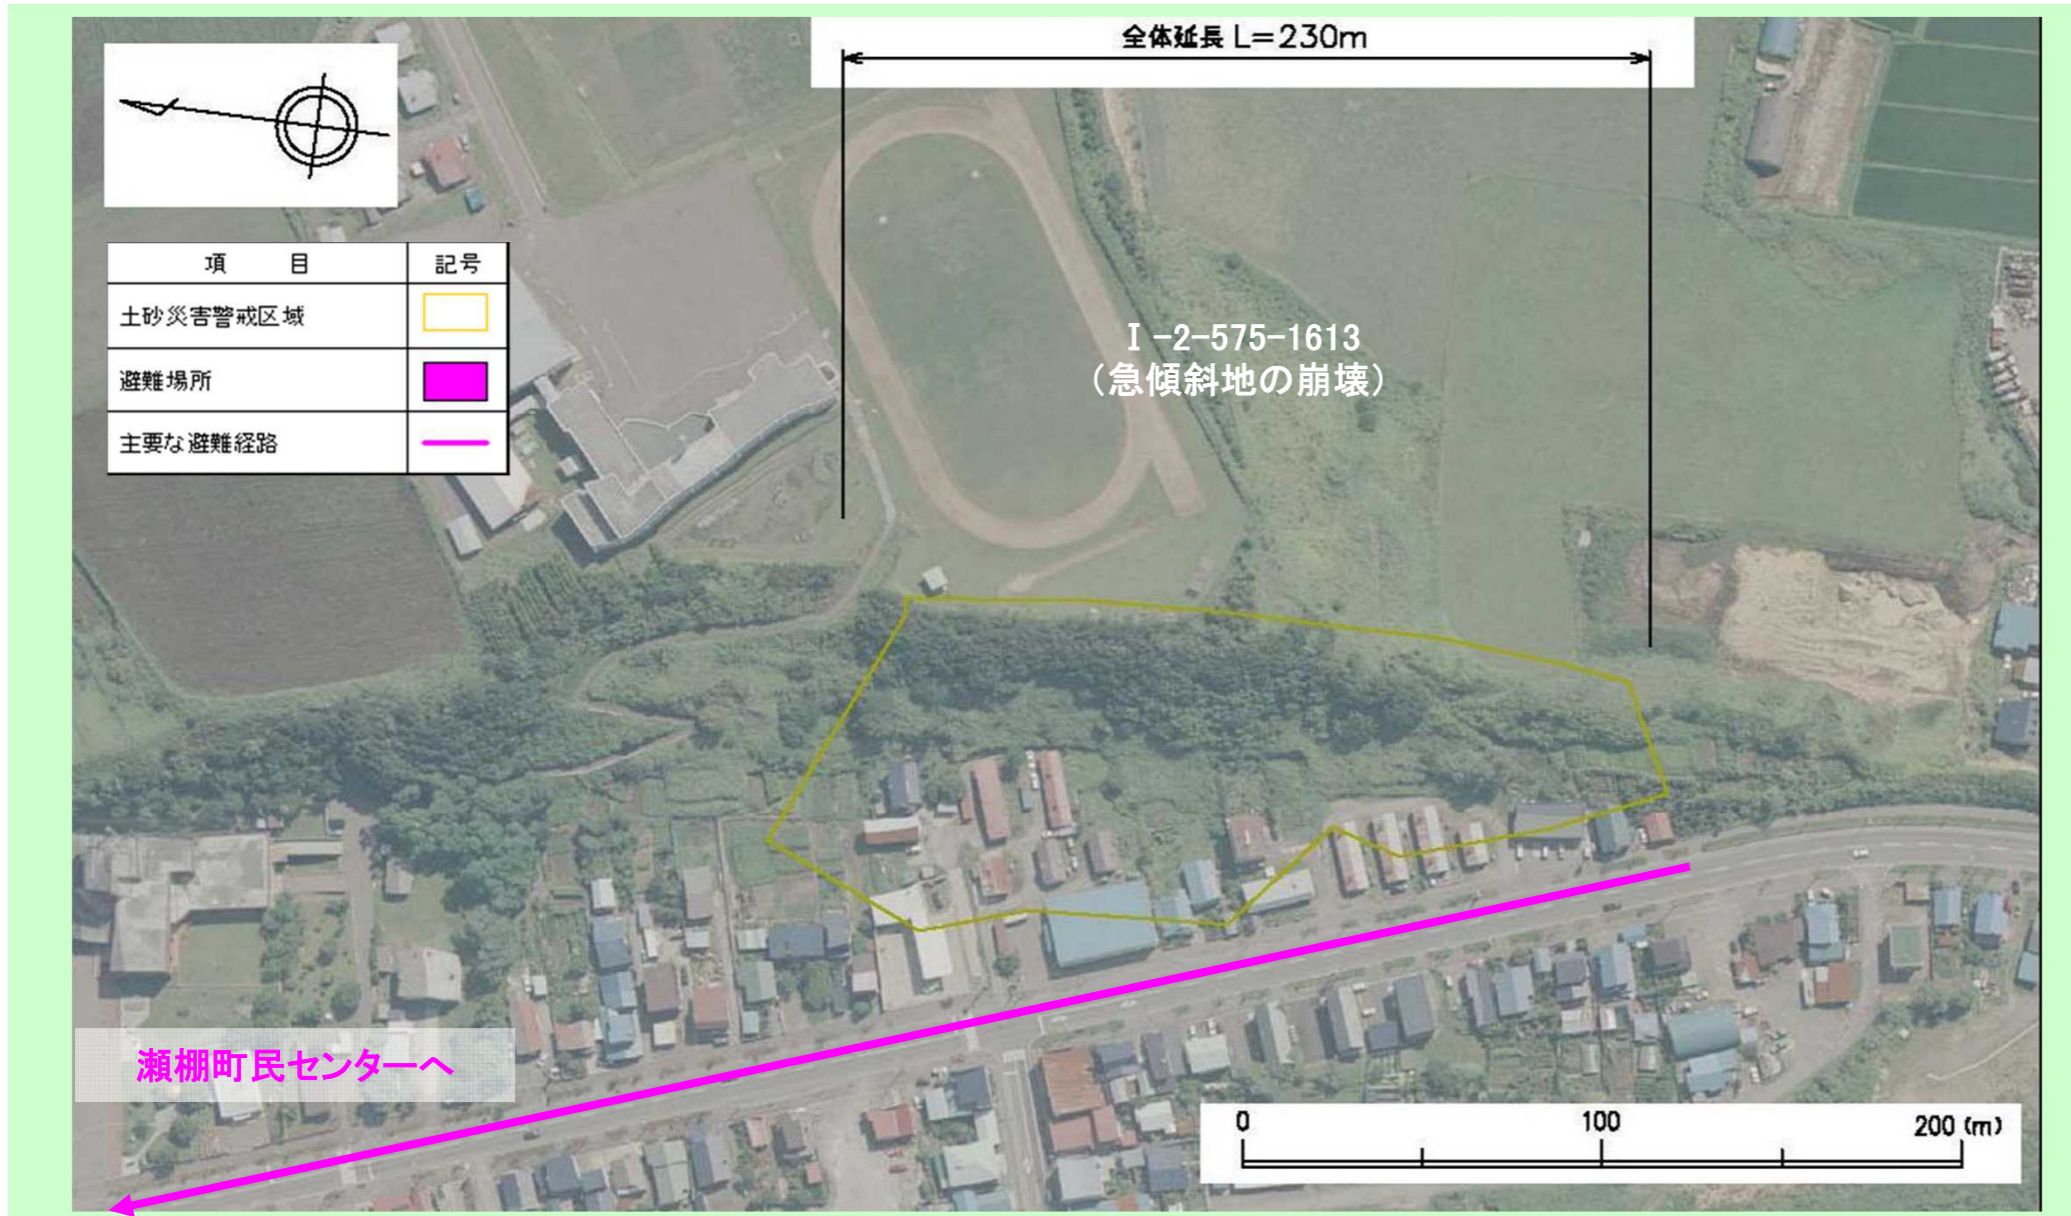 全体延長 L=230m
項 目 記号
土砂災害警戒区域
避難場所
主要な避難経路
Ⅰ-2-575-1613
(急傾斜地の崩壊)
瀬棚町民センターへ
0 100 200 (m)